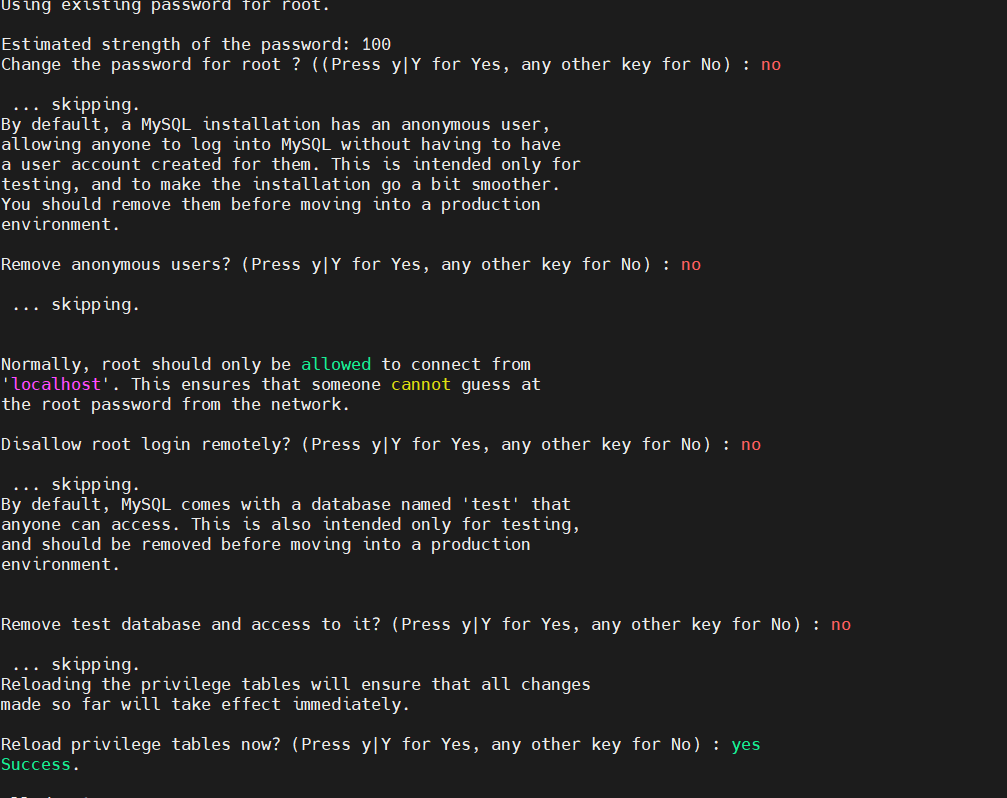 Using existing password for root.
Estimated strength of the password: 100
Change the password for root ? ((Press y|Y for Yes, any other key for No) : no
... skipping.
By default, a MySQL installation has an anonymous user,
allowing anyone to log into MySQL without having to have
a user account created for them. This is intended only for
testing, and to make the installation go a bit smoother.
You should remove them before moving into a production
environment.
Remove anonymous users? (Press y|Y for Yes, any other key for No) : no
... skipping.
Normally, root should only be allowed to connect from
'localhost'. This ensures that someone cannot guess at
the root password from the network.
Disallow root login remotely? (Press y|Y for Yes, any other key for No) : no
... skipping.
By default, MySQL comes with a database named 'test' that
anyone can access. This is also intended only for testing,
and should be removed before moving into a production
environment.
Remove test database and access to it? (Press y|Y for Yes, any other key for No) : no
... skipping.
Reloading the privilege tables will ensure that all changes
made so far will take effect immediately.
Reload privilege tables now? (Press y|Y for Yes, any other key for No) : yes
Success.